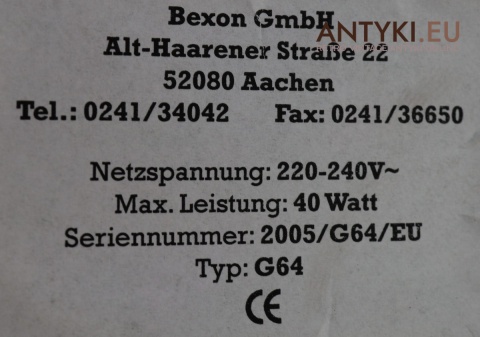 Bexon GmbH
ANTYKI.EU
Alt-Haarener Straße 22
52080 Aachen
Tel.: 0241/34042 Fax: 0241/36650
Netzspannung: 220-240V~
Max. Leistung: 40 Watt
Seriennummer: 2005/G64/EU
Typ: G64
CE